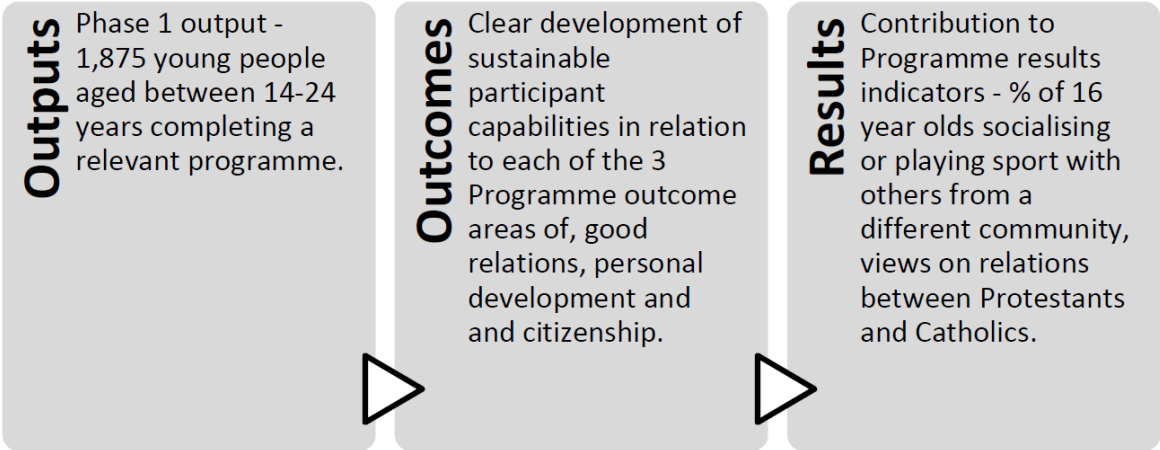 Outputs
Phase 1 output -
1,875 young people
aged between 14-24
years completing a
relevant programme.
Outcomes
Clear development of
sustainable
participant
capabilities in relation
to each of the 3
Programme outcome
areas of, good
relations, personal
development and
and citizenship.
Results
Contribution to
Programme results
indicators - % of 16
year olds socialising
or playing sport with
others from a
different community,
views on relations
between Protestants
and Catholics.